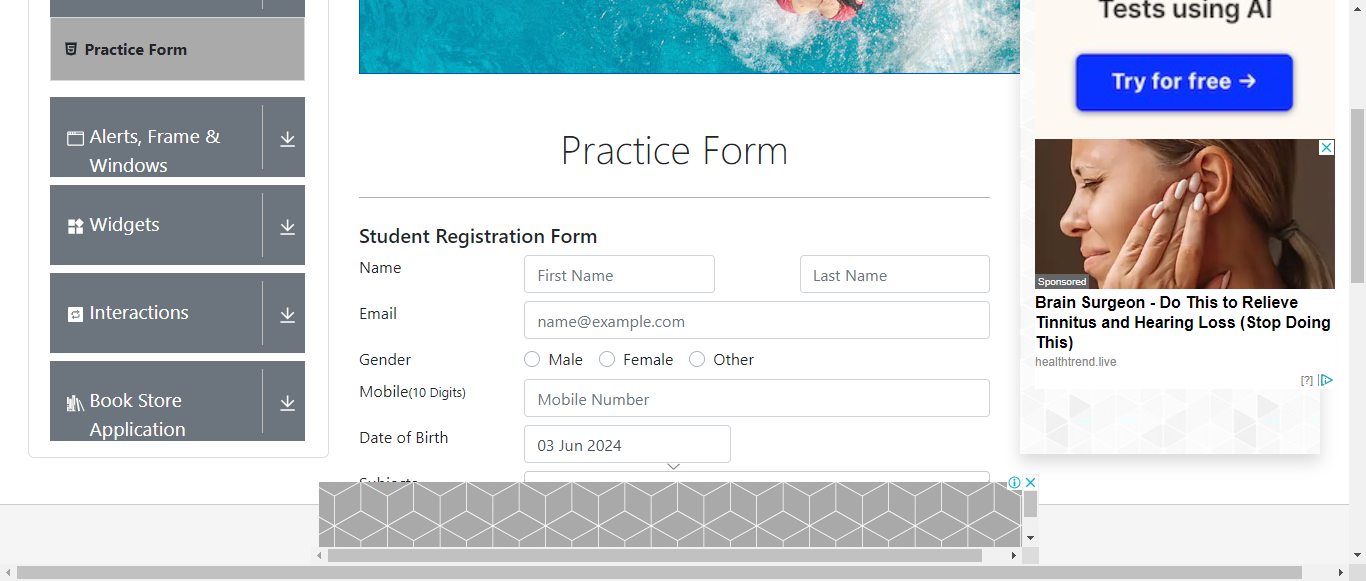 Practice Form
Alerts, Frame &
Windows
Widgets
Interactions
Book Store
Application
Practice Form
Student Registration Form
Name
First Name
Last Name
Email
name@example.com
Gender
Male
Female
Other
Mobile(10 Digits)
Mobile Number
Date of Birth
03 Jun 2024
Subjects
Tests using AI
Try for free →
Sponsored
Brain Surgeon - Do This to Relieve
Tinnitus and Hearing Loss (Stop Doing
This)
healthtrend.live
[?]